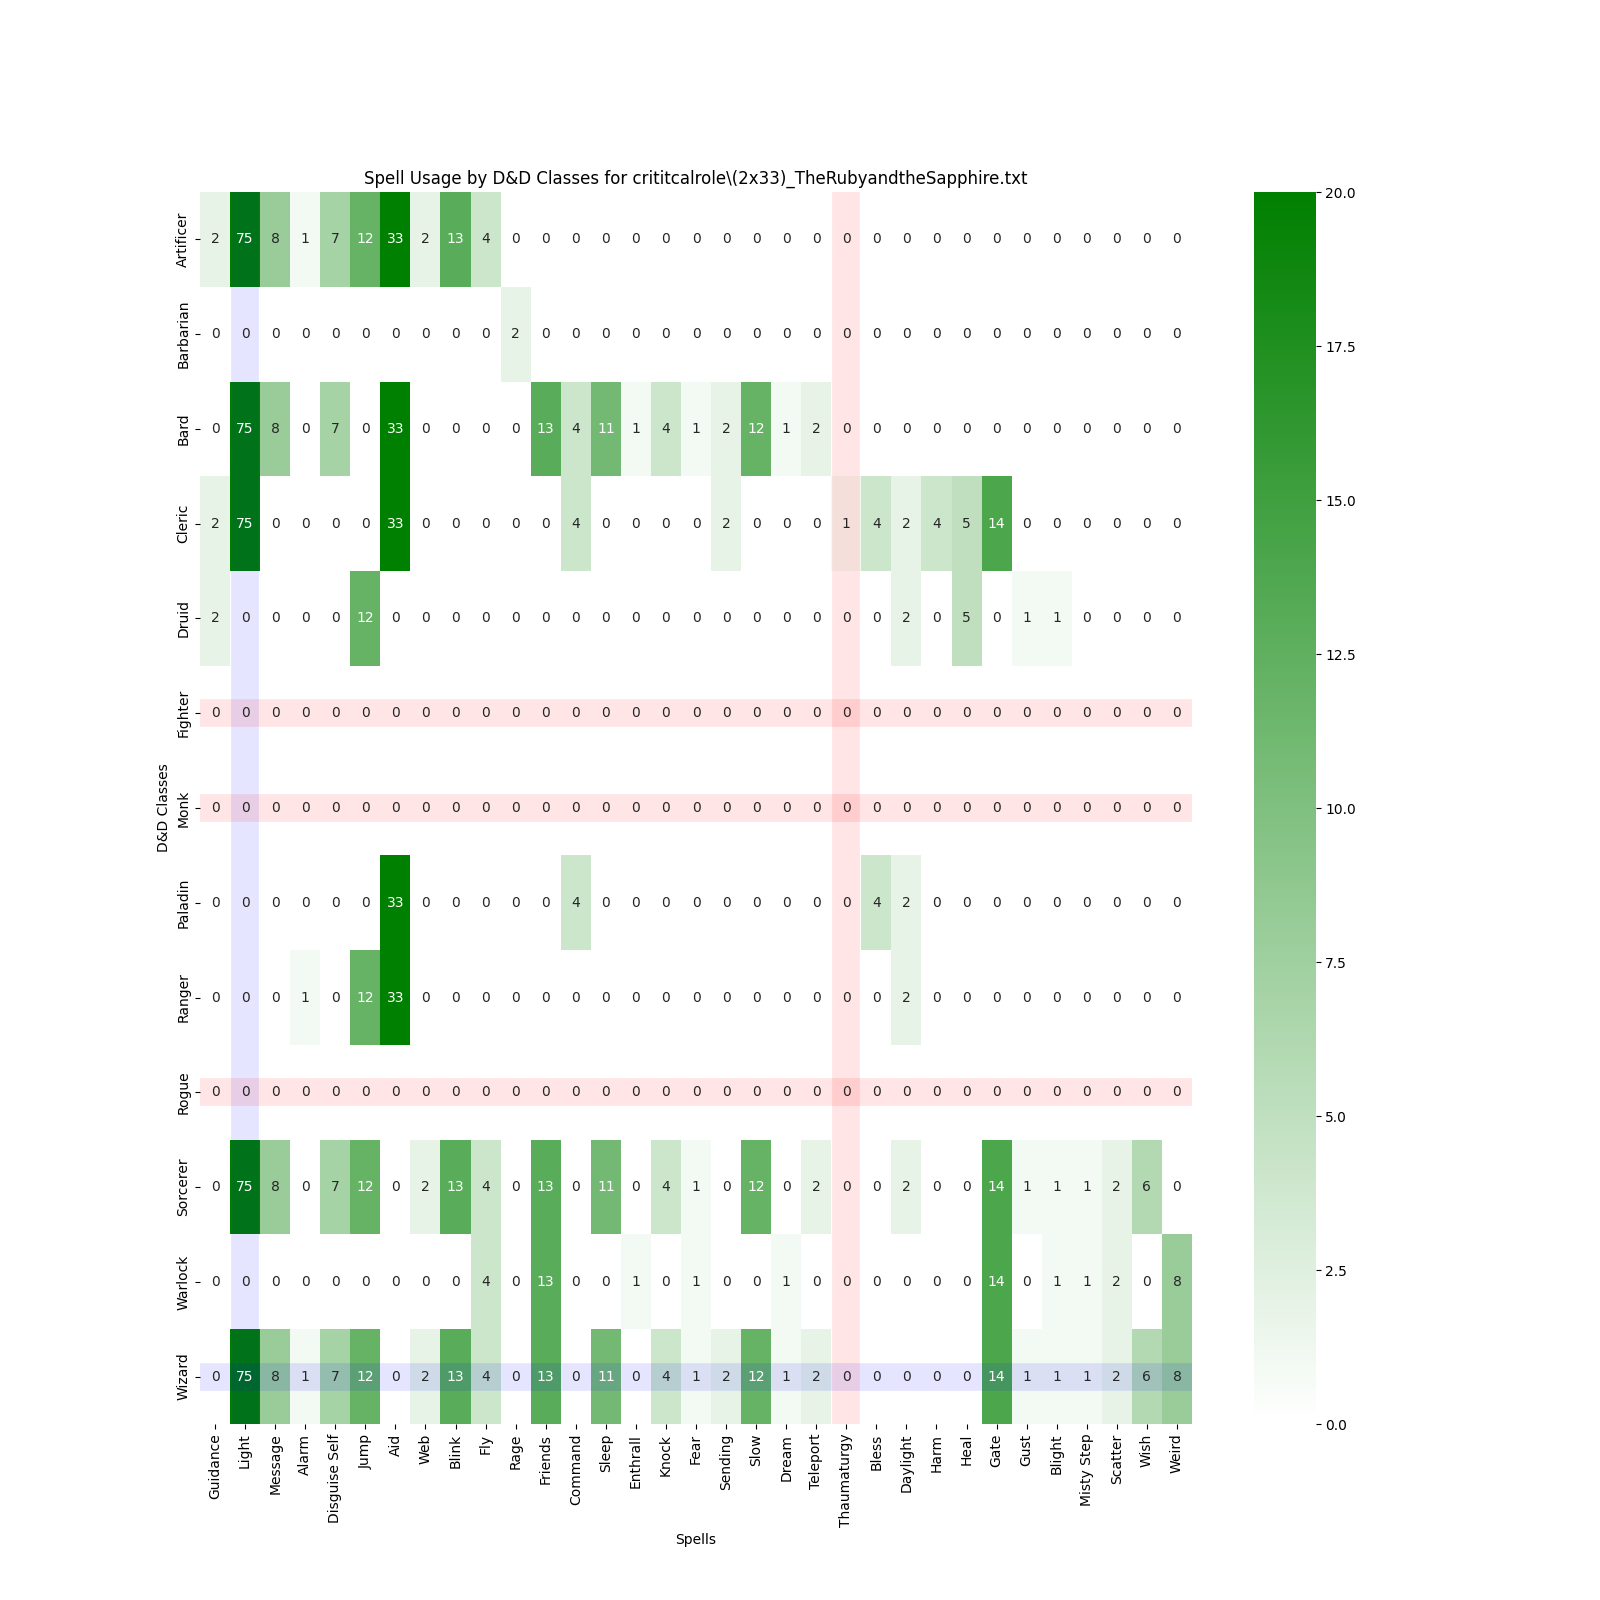 Spell Usage by D&D Classes for crititcalrole\(2x33)_TheRubyandtheSapphire.txt
D&D Classes
Artificer 2 75 8 1 7 12 33 2 13 4 0 0 0 0 0 0 0 0 0 0 0 0 0 0 0 0 0 0 0 0 0 0 0
Barbarian 0 0 0 0 0 0 0 0 0 0 2 0 0 0 0 0 0 0 0 0 0 0 0 0 0 0 0 0 0 0 0 0 0
Bard 0 75 8 0 7 0 33 0 0 0 0 13 4 11 1 4 1 2 12 1 2 0 0 0 0 0 0 0 0 0 0 0 0
Cleric 2 75 0 0 0 0 33 0 0 0 0 0 4 0 0 0 0 2 0 0 0 1 4 2 4 5 14 0 0 0 0 0 0
Druid 2 0 0 0 0 12 0 0 0 0 0 0 0 0 0 0 0 0 0 0 0 0 0 2 0 5 0 1 1 0 0 0 0
Fighter 0 0 0 0 0 0 0 0 0 0 0 0 0 0 0 0 0 0 0 0 0 0 0 0 0 0 0 0 0 0 0 0 0
Monk 0 0 0 0 0 0 0 0 0 0 0 0 0 0 0 0 0 0 0 0 0 0 0 0 0 0 0 0 0 0 0 0 0
Paladin 0 0 0 0 0 0 33 0 0 0 0 0 4 0 0 0 0 0 0 0 0 0 4 2 0 0 0 0 0 0 0 0 0
Ranger 0 0 0 1 0 12 33 0 0 0 0 0 0 0 0 0 0 0 0 0 0 0 0 2 0 0 0 0 0 0 0 0 0
Rogue 0 0 0 0 0 0 0 0 0 0 0 0 0 0 0 0 0 0 0 0 0 0 0 0 0 0 0 0 0 0 0 0 0
Sorcerer 0 75 8 0 7 12 0 2 13 4 0 13 0 11 0 4 1 0 12 0 2 0 0 2 0 0 14 1 1 1 2 6 0
Warlock 0 0 0 0 0 0 0 0 0 4 0 13 0 0 1 0 1 0 0 1 0 0 0 0 0 0 14 0 1 1 2 0 8
Wizard 0 75 8 1 7 12 0 2 13 4 0 13 0 11 0 4 1 2 12 1 2 0 0 0 0 0 14 1 1 1 2 6 8
Guidance
Light
Message
Alarm
Disguise Self
Jump
Aid
Web
Blink
Fly
Rage
Friends
Command
Sleep
Enthrall
Knock
Fear
Sending
Slow
Dream
Teleport
Thaumaturgy
Bless
Daylight
Harm
Heal
Gate
Gust
Blight
Misty Step
Scatter
Wish
Weird
Spells
20.0
17.5
15.0
12.5
10.0
7.5
5.0
2.5
0.0